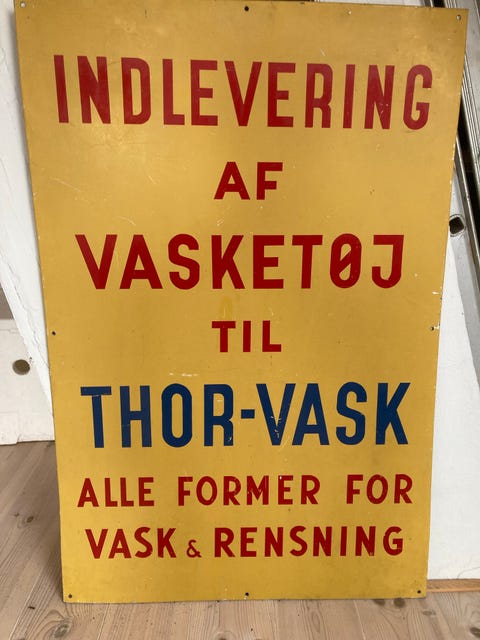 INDLEVERING
AF
VASKETØJ
TIL
THOR-VASK
ALLE FORMER FOR
VASK & RENSNING